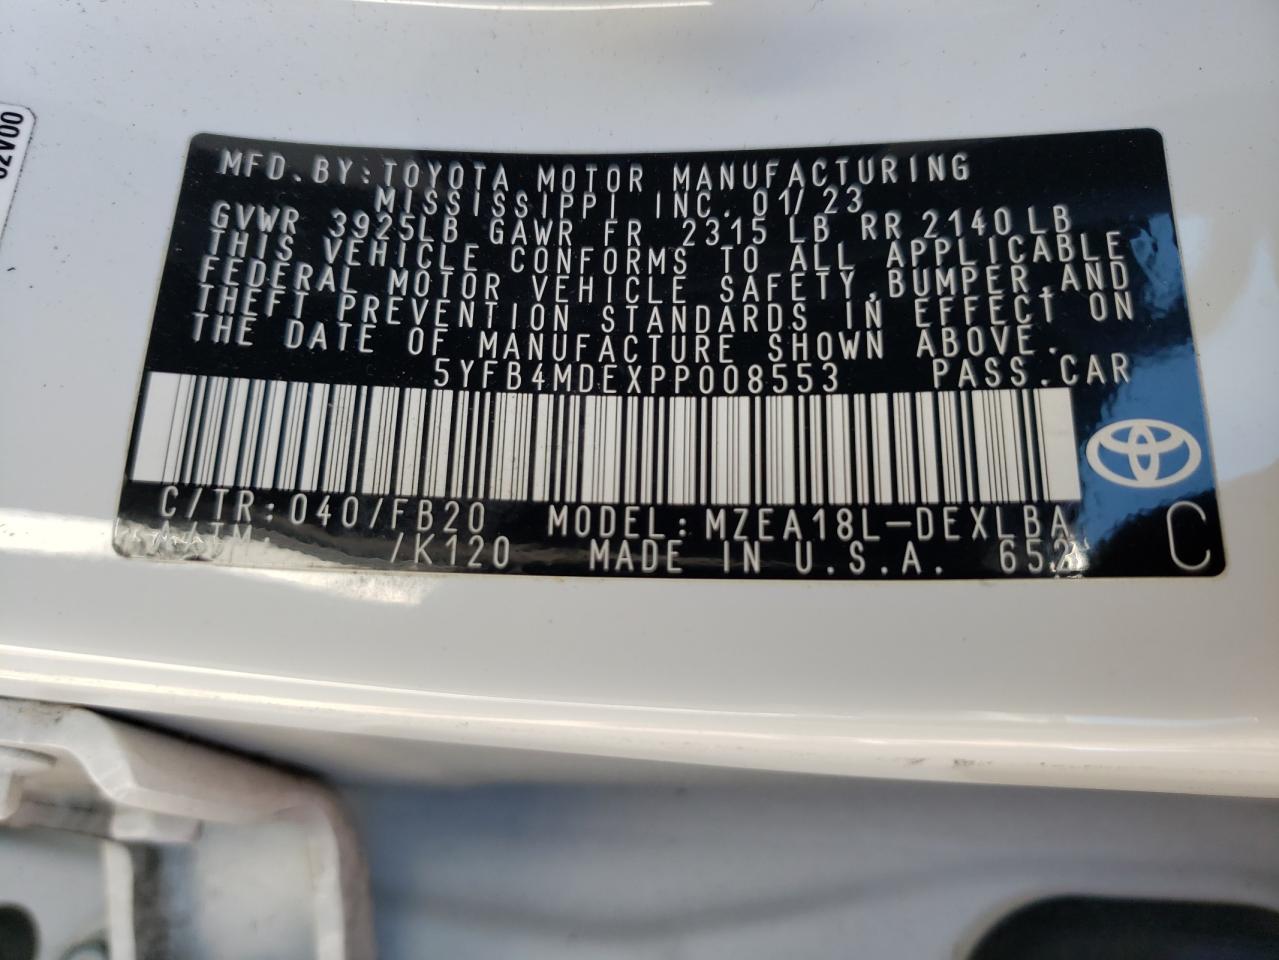 MFD.BY:TOYOTA MOTOR MANUFACTURING
MISSISSIPPI INC. 01/23
GVWR 3925LB GAWR FR 2315 LB RR 2140 LB
THIS VEHICLE CONFORMS TO ALL APPLICABLE
FEDERAL MOTOR VEHICLE SAFETY,BUMPER,AND
THEFT PREVENTION STANDARDS IN EFFECT ON
THE DATE OF MANUFACTURE SHOWN ABOVE.
5YFB4MDEXPP008553 PASS.CAR
C/TR:040/FB20 MODEL:MZEA18L-DEXLBA
A/TM. /K120 MADE IN U.S.A.
C